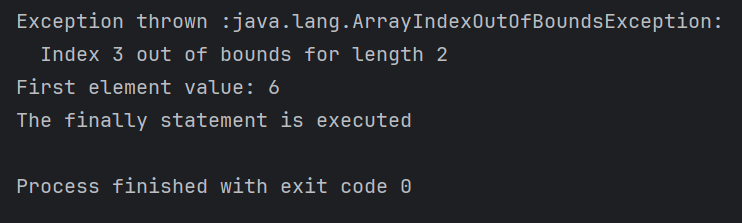 Exception thrown :java.lang.ArrayIndexOutOfBoundsException:
  Index 3 out of bounds for length 2
First element value: 6
The finally statement is executed

Process finished with exit code 0